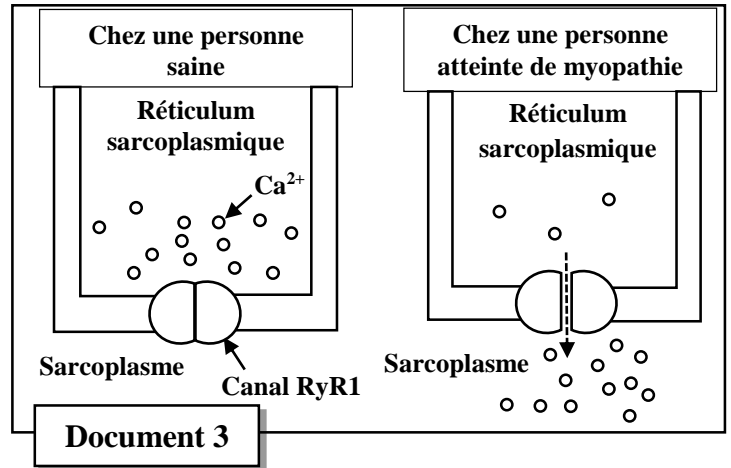 Chez une personne
saine
Réticulum
sarcoplasmique
Ca²⁺
Sarcoplasme
Canal RyR1
Chez une personne
atteinte de myopathie
Réticulum
sarcoplasmique
Sarcoplasme
Document 3